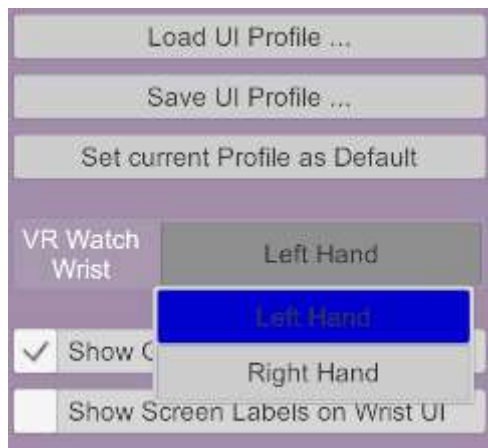 Load UI Profile ...
Save UI Profile ...
Set current Profile as Default
VR Watch
Wrist
Left Hand
Left Hand
Show
Right Hand
Show Screen Labels on Wrist UI